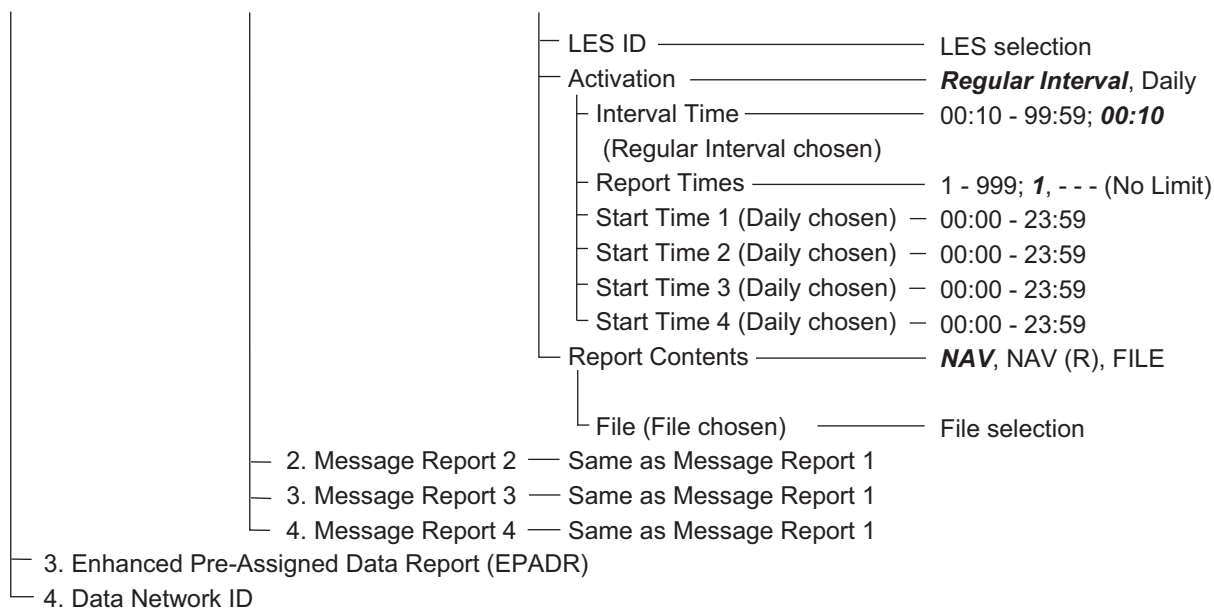 LES ID LES selection
Activation Regular Interval, Daily
Interval Time 00:10 - 99:59; 00:10
(Regular Interval chosen)
Report Times 1 - 999; 1, - - - (No Limit)
Start Time 1 (Daily chosen) 00:00 - 23:59
Start Time 2 (Daily chosen) 00:00 - 23:59
Start Time 3 (Daily chosen) 00:00 - 23:59
Start Time 4 (Daily chosen) 00:00 - 23:59
Report Contents NAV, NAV (R), FILE
File (File chosen) File selection
2. Message Report 2 Same as Message Report 1
3. Message Report 3 Same as Message Report 1
4. Message Report 4 Same as Message Report 1
3. Enhanced Pre-Assigned Data Report (EPADR)
4. Data Network ID